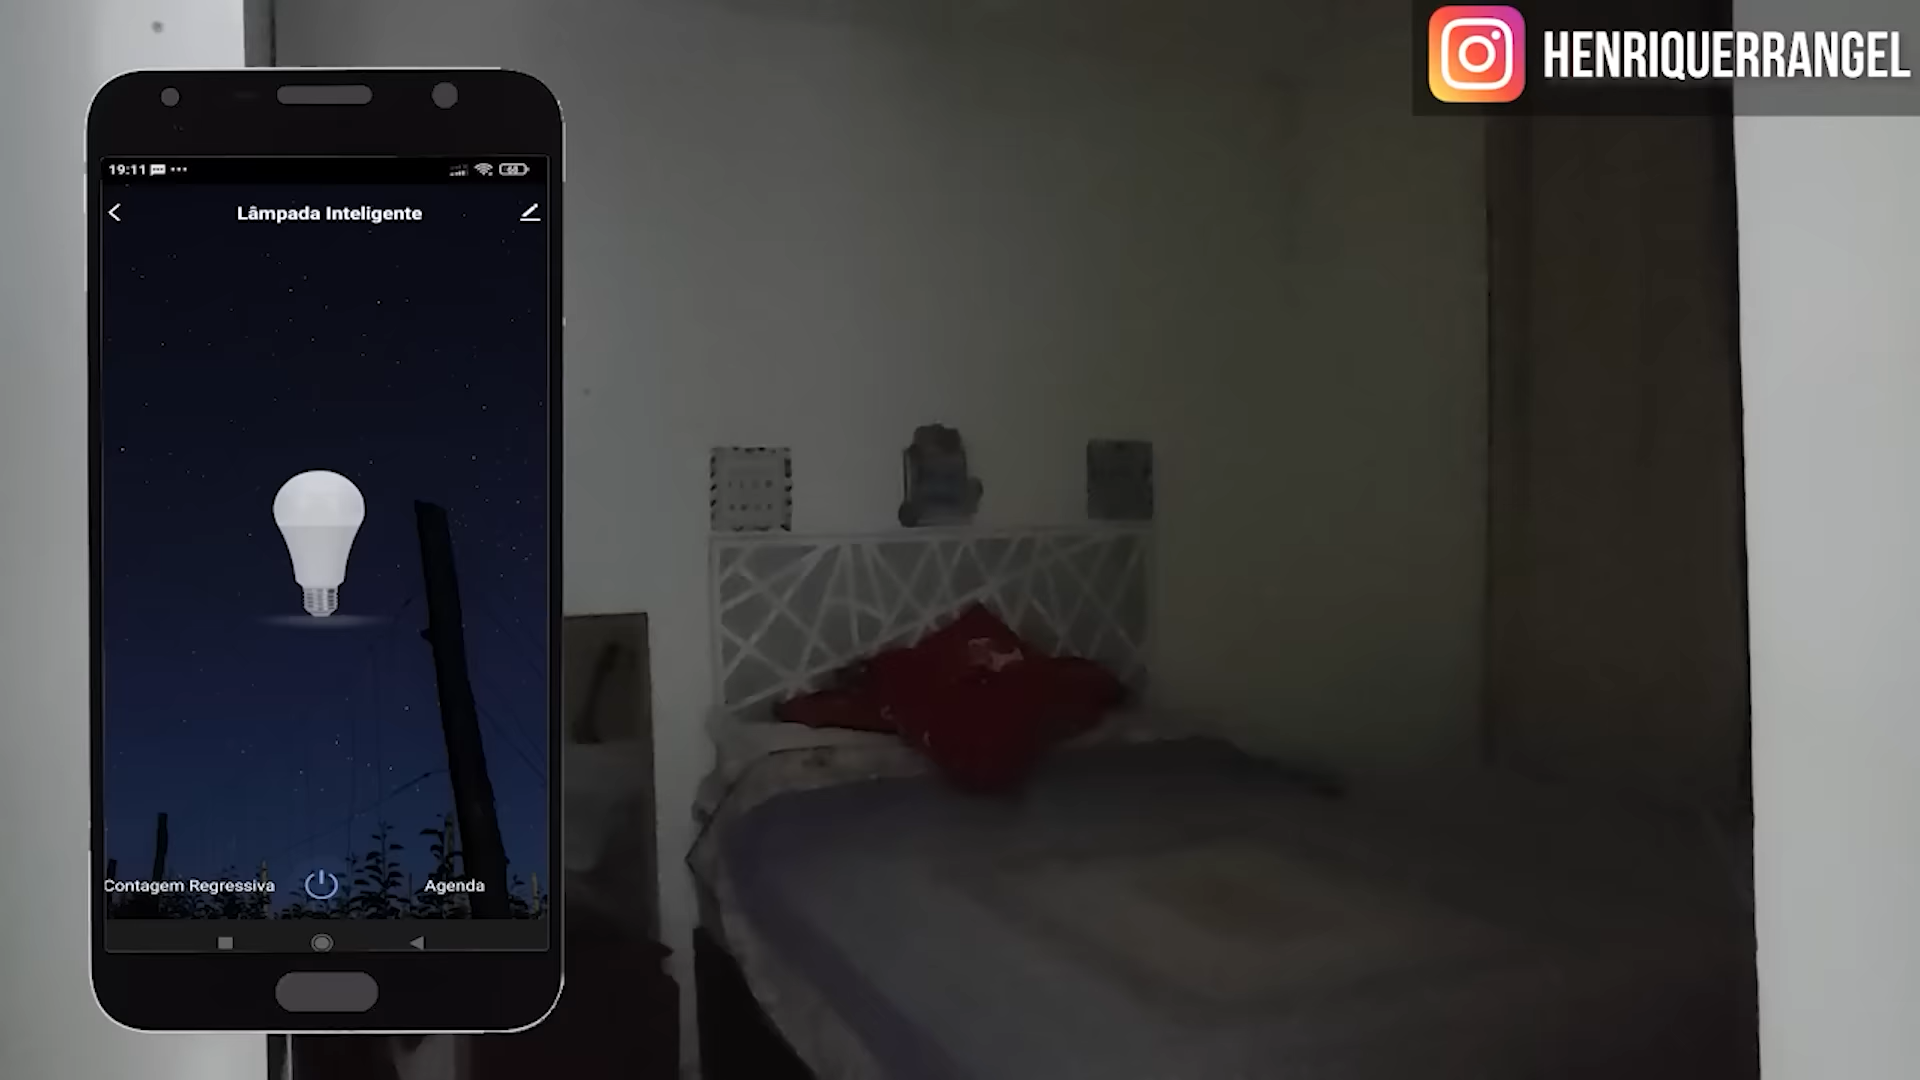 HENRIQUERRANGEL
19:11
Lâmpada Inteligente
Contagem Regressiva
Agenda